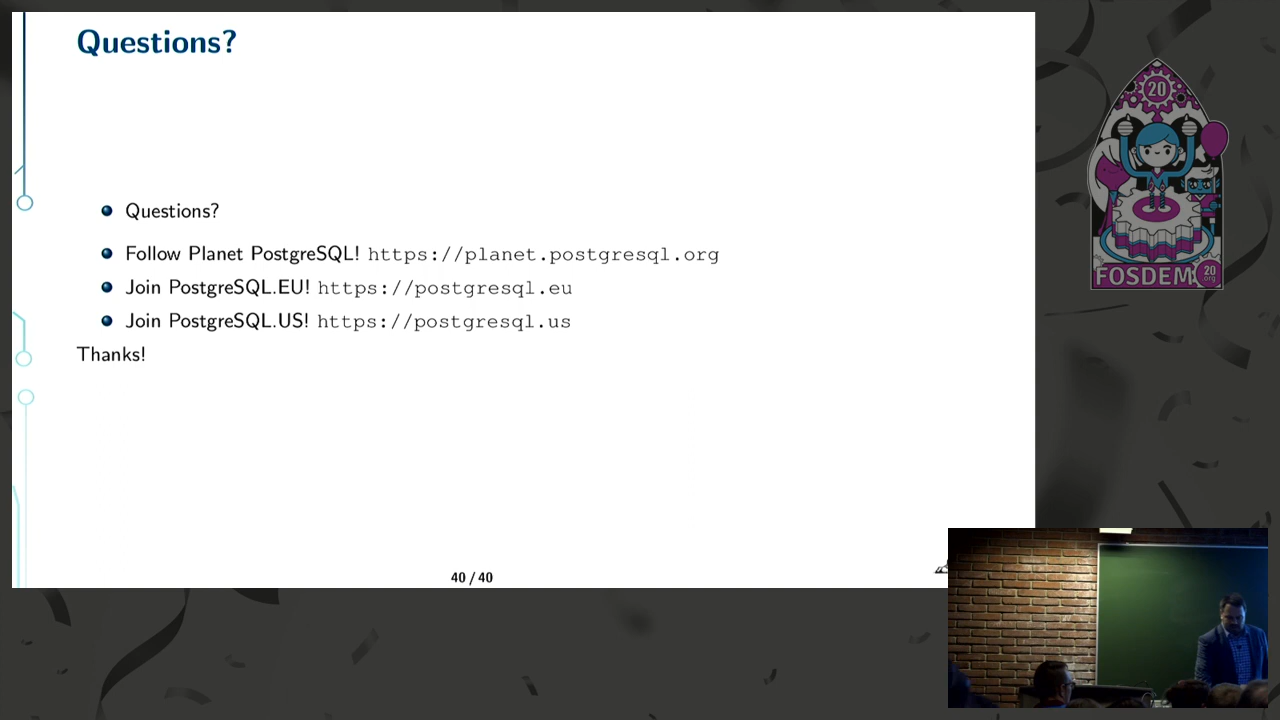 Questions?
Questions?
Follow Planet PostgreSQL! https://planet.postgresql.org
Join PostgreSQL.EU! https://postgresql.eu
Join PostgreSQL.US! https://postgresql.us
Thanks!
40 / 40
20
FOSDEM
20
org